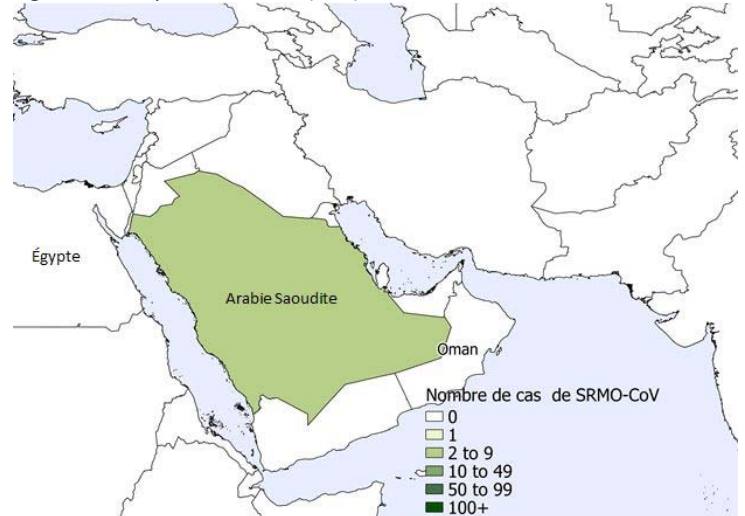 Égypte
Arabie Saoudite
Oman
Nombre de cas de SRMO-CoV
0
1
2 to 9
10 to 49
50 to 99
100+